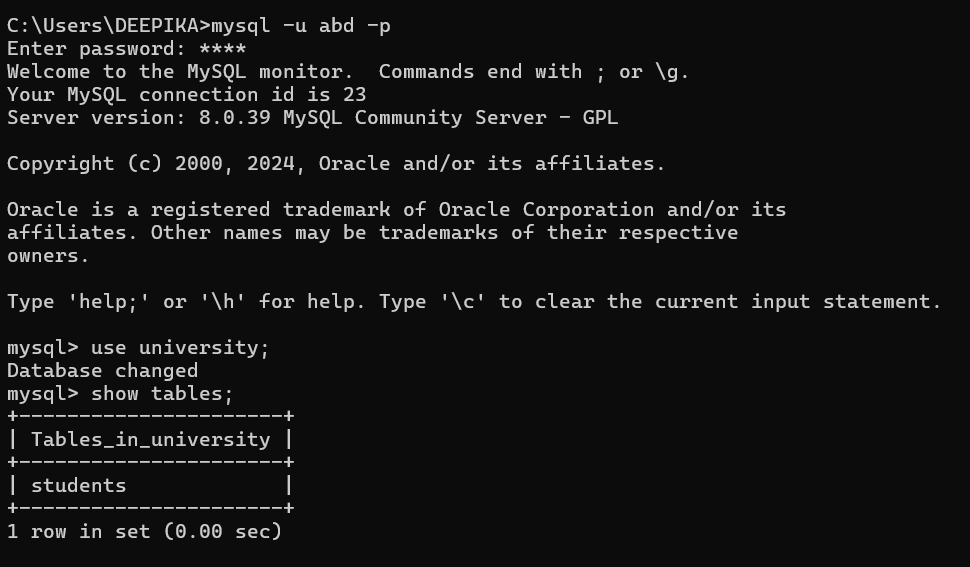 C:\Users\DEEPIKA>mysql -u abd -p
Enter password: ****
Welcome to the MySQL monitor.  Commands end with ; or \g.
Your MySQL connection id is 23
Server version: 8.0.39 MySQL Community Server - GPL

Copyright (c) 2000, 2024, Oracle and/or its affiliates.

Oracle is a registered trademark of Oracle Corporation and/or its
affiliates. Other names may be trademarks of their respective
owners.

Type 'help;' or '\h' for help. Type '\c' to clear the current input statement.

mysql> use university;
Database changed
mysql> show tables;
+----------------------+
| Tables_in_university |
+----------------------+
| students             |
+----------------------+
1 row in set (0.00 sec)